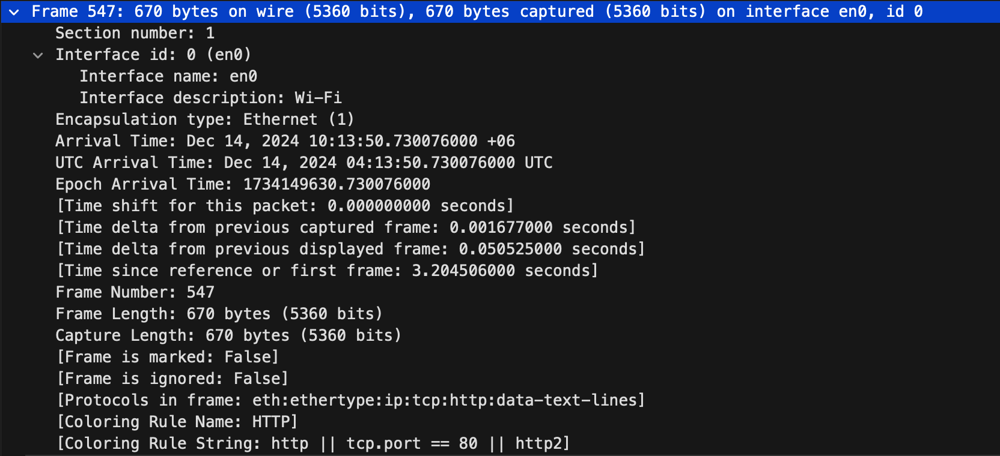 Frame 547: 670 bytes on wire (5360 bits), 670 bytes captured (5360 bits) on interface en0, id 0
Section number: 1
Interface id: 0 (en0)
Interface name: en0
Interface description: Wi-Fi
Encapsulation type: Ethernet (1)
Arrival Time: Dec 14, 2024 10:13:50.730076000 +06
UTC Arrival Time: Dec 14, 2024 04:13:50.730076000 UTC
Epoch Arrival Time: 1734149630.730076000
[Time shift for this packet: 0.000000000 seconds]
[Time delta from previous captured frame: 0.001677000 seconds]
[Time delta from previous displayed frame: 0.050525000 seconds]
[Time since reference or first frame: 3.204506000 seconds]
Frame Number: 547
Frame Length: 670 bytes (5360 bits)
Capture Length: 670 bytes (5360 bits)
[Frame is marked: False]
[Frame is ignored: False]
[Protocols in frame: eth:ethertype:ip:tcp:http:data-text-lines]
[Coloring Rule Name: HTTP]
[Coloring Rule String: http || tcp.port == 80 || http2]